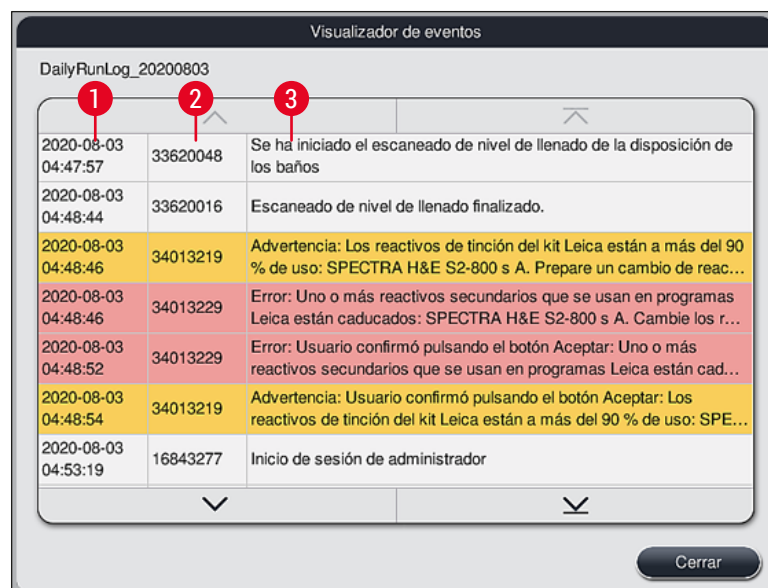 Visualizador de eventos
DailyRunLog_20200803
1 2 3
2020-08-03
04:47:57
33620048
Se ha iniciado el escaneado de nivel de llenado de la disposición de
los baños
2020-08-03
04:48:44
33620016
Escaneado de nivel de llenado finalizado.
2020-08-03
04:48:46
34013219
Advertencia: Los reactivos de tinción del kit Leica están a más del 90
% de uso: SPECTRA H&E S2-800 s A. Prepare un cambio de reac...
2020-08-03
04:48:46
34013229
Error: Uno o más reactivos secundarios que se usan en programas
Leica están caducados: SPECTRA H&E S2-800 s A. Cambie los r...
2020-08-03
04:48:52
34013229
Error: Usuario confirmó pulsando el botón Aceptar: Uno o más
reactivos secundarios que se usan en programas Leica están cad...
2020-08-03
04:48:54
34013219
Advertencia: Usuario confirmó pulsando el botón Aceptar: Los
reactivos de tinción del kit Leica están a más del 90 % de uso: SPE...
2020-08-03
04:53:19
16843277
Inicio de sesión de administrador
Cerrar